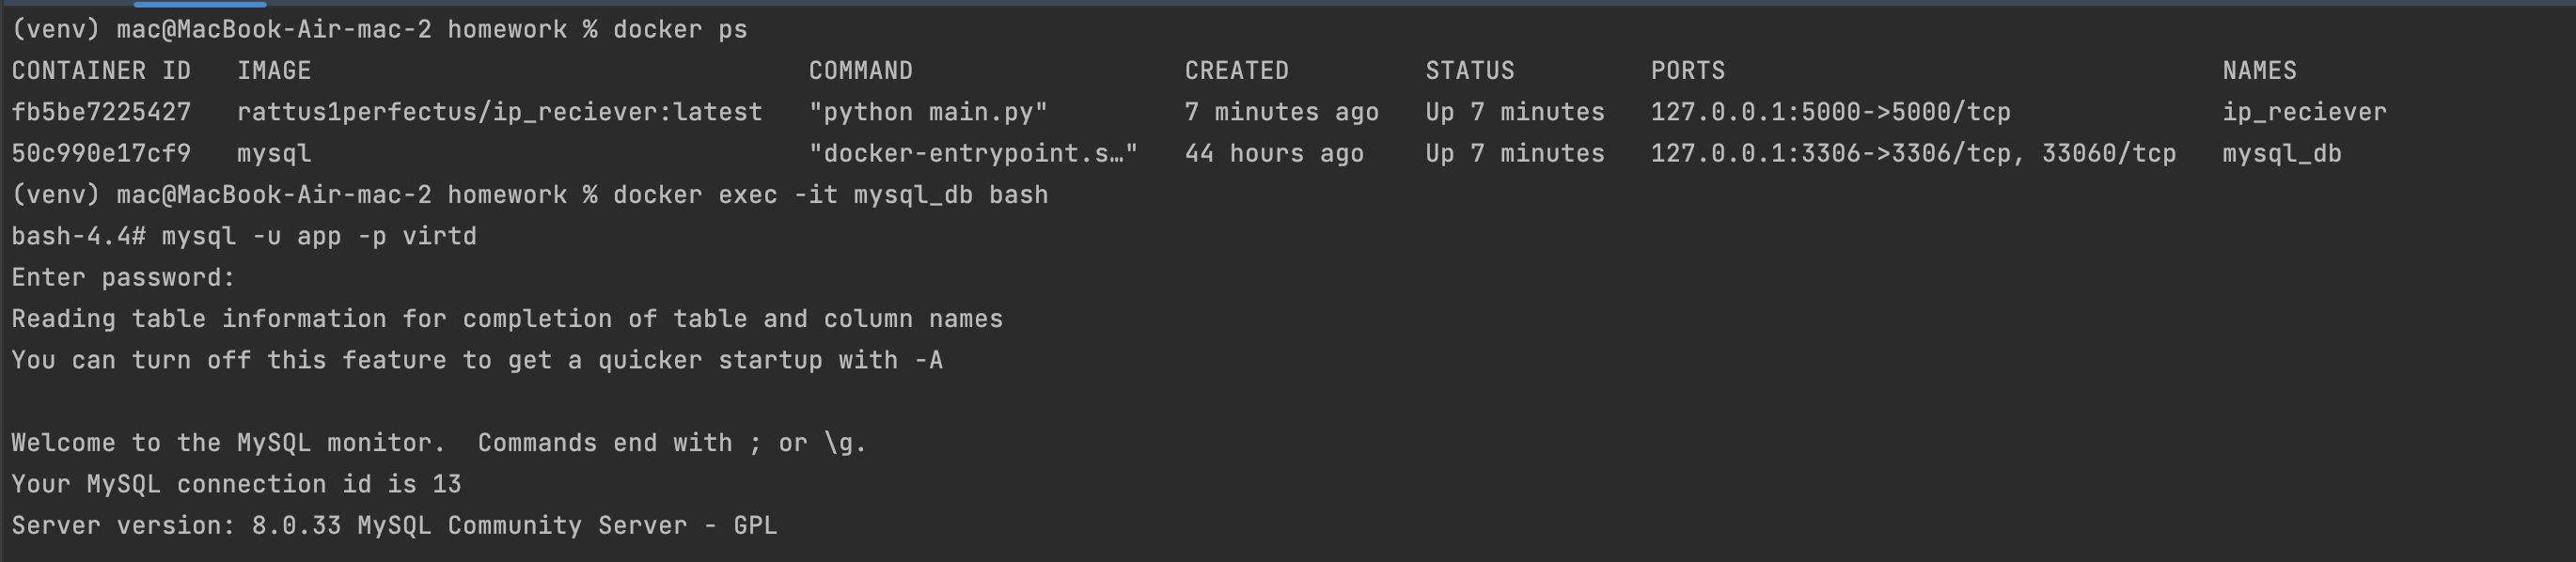 (venv) mac@MacBook-Air-mac-2 homework % docker ps
CONTAINER ID   IMAGE                                 COMMAND                  CREATED         STATUS         PORTS                                 NAMES
fb5be7225427   rattus1perfectus/ip_reciever:latest   "python main.py"         7 minutes ago   Up 7 minutes   127.0.0.1:5000->5000/tcp              ip_reciever
50c990e17cf9   mysql                                 "docker-entrypoint.s…"   44 hours ago    Up 7 minutes   127.0.0.1:3306->3306/tcp, 33060/tcp   mysql_db
(venv) mac@MacBook-Air-mac-2 homework % docker exec -it mysql_db bash
bash-4.4# mysql -u app -p virtd
Enter password:
Reading table information for completion of table and column names
You can turn off this feature to get a quicker startup with -A
Welcome to the MySQL monitor.  Commands end with ; or \g.
Your MySQL connection id is 13
Server version: 8.0.33 MySQL Community Server - GPL